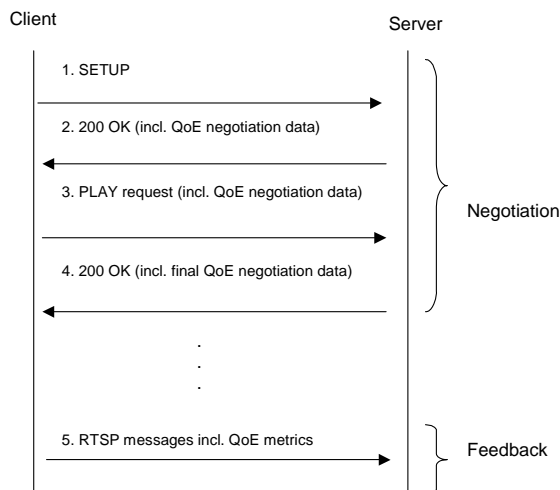 Client
Server
1. SETUP
2. 200 OK (incl. QoE negotiation data)
3. PLAY request (incl. QoE negotiation data)
Negotiation
4. 200 OK (incl. final QoE negotiation data)
.
.
.
5. RTSP messages incl. QoE metrics
Feedback